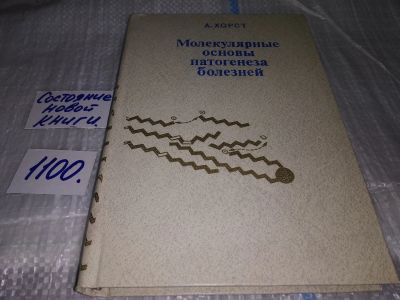 А. ХОРСТ
Молекулярные
основы
патогенеза
болезней
Состояние
новой
книги.
1100.